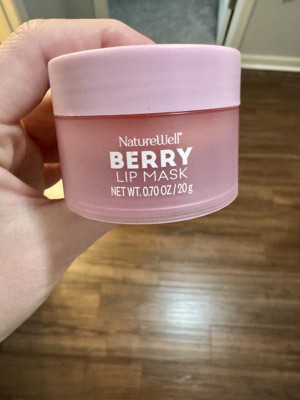 NatureWell
BERRY
LIP MASK
NET WT. 0.70 OZ / 20 g